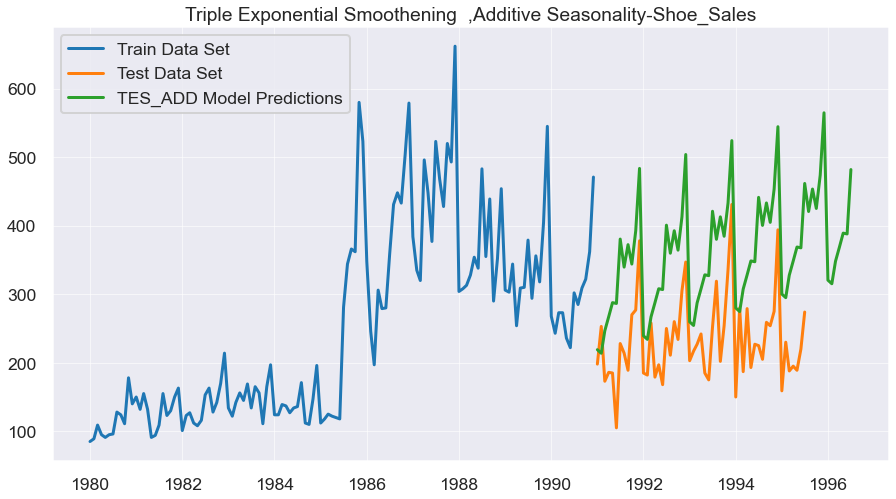 Triple Exponential Smoothening ,Additive Seasonality-Shoe_Sales
Train Data Set
Test Data Set
TES_ADD Model Predictions
600
500
400
300
200
100
1980 1982 1984 1986 1988 1990 1992 1994 1996